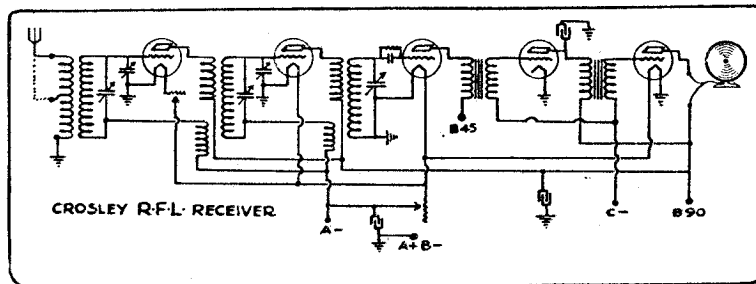 B45
CROSLEY R·F·L· RECEIVER
A-
A+B-
C-
B90